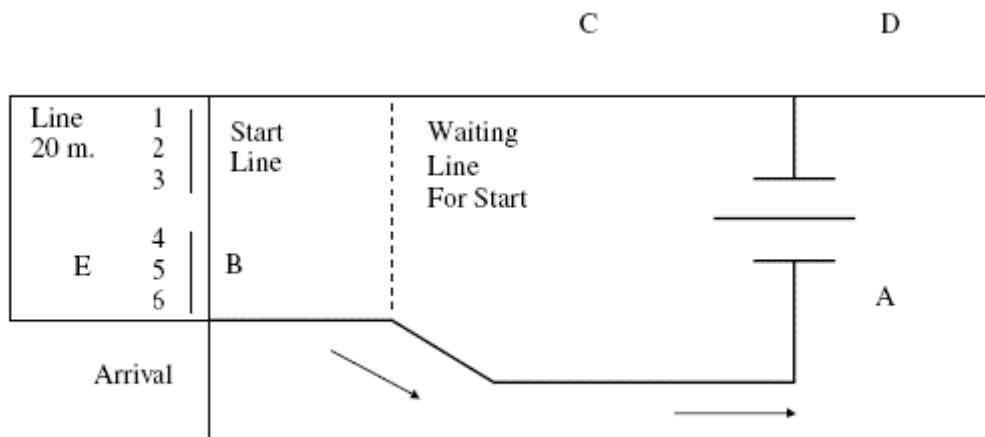 C
D
Line
20 m.
1
2
3
Start
Line
Waiting
Line
For Start
E
4
5
6
B
A
Arrival